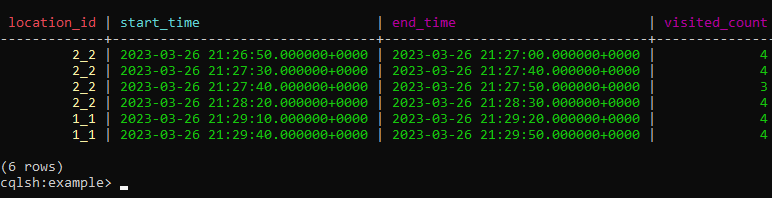 location_id | start_time                      | end_time                        | visited_count
-------------+---------------------------------+---------------------------------+---------------
         2_2 | 2023-03-26 21:26:50.000000+0000 | 2023-03-26 21:27:00.000000+0000 |             4
         2_2 | 2023-03-26 21:27:30.000000+0000 | 2023-03-26 21:27:40.000000+0000 |             4
         2_2 | 2023-03-26 21:27:40.000000+0000 | 2023-03-26 21:27:50.000000+0000 |             3
         2_2 | 2023-03-26 21:28:20.000000+0000 | 2023-03-26 21:28:30.000000+0000 |             4
         1_1 | 2023-03-26 21:29:10.000000+0000 | 2023-03-26 21:29:20.000000+0000 |             4
         1_1 | 2023-03-26 21:29:40.000000+0000 | 2023-03-26 21:29:50.000000+0000 |             4
(6 rows)
cqlsh:example>